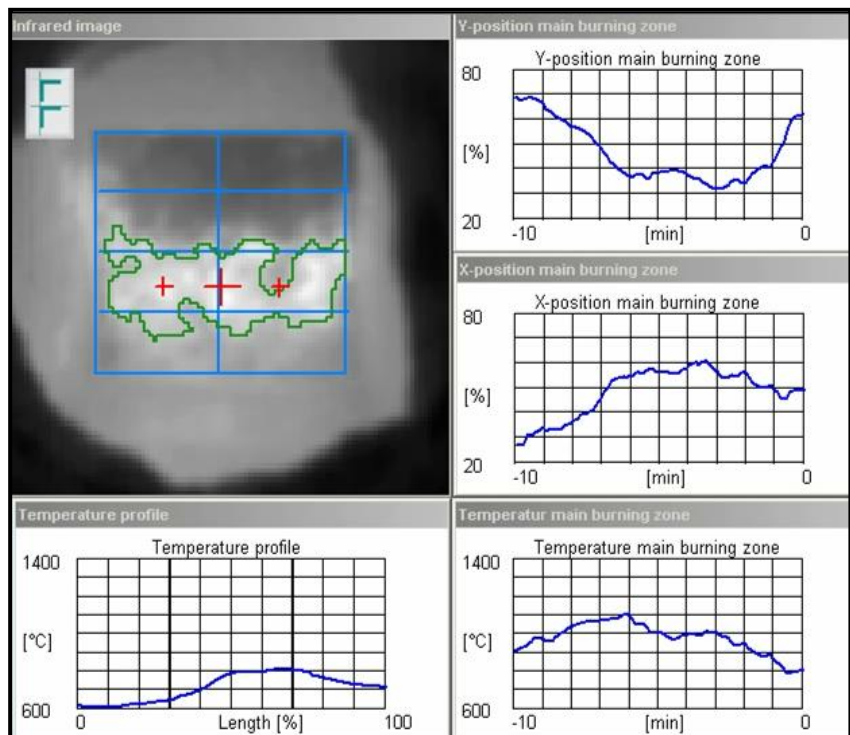 Infrared image
Y-position main burning zone
Y-position main burning zone
80
[%]
20
-10
[min]
0
X-position main burning zone
X-position main burning zone
80
[%]
20
-10
[min]
0
Temperature profile
Temperature profile
1400
[°C]
600
0
Length [%]
100
Temperatur main burning zone
Temperature main burning zone
1400
[°C]
600
-10
[min]
0